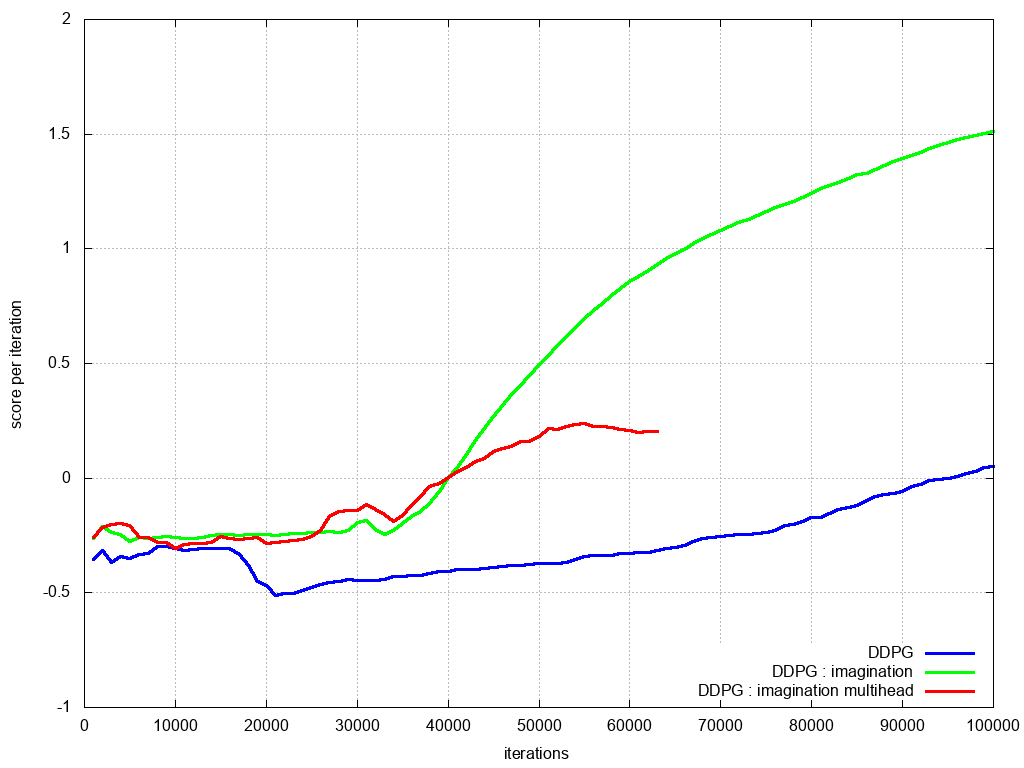 2
1.5
1
0.5
0
-0.5
-1
score per iteration
0 10000 20000 30000 40000 50000 60000 70000 80000 90000 100000
iterations
DDPG
DDPG : imagination
DDPG : imagination multihead